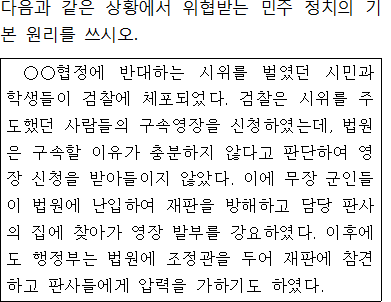 다음과 같은 상황에서 위협받는 민주 정치의 기
본 원리를 쓰시오.
○○협정에 반대하는 시위를 벌였던 시민과
학생들이 검찰에 체포되었다. 검찰은 시위를 주
도했던 사람들의 구속영장을 신청하였는데, 법원
은 구속할 이유가 충분하지 않다고 판단하여 영
장 신청을 받아들이지 않았다. 이에 무장 군인들
이 법원에 난입하여 재판을 방해하고 담당 판사
의 집에 찾아가 영장 발부를 강요하였다. 이후에
도 행정부는 법원에 조정관을 두어 재판에 참견
하고 판사들에게 압력을 가하기도 하였다.